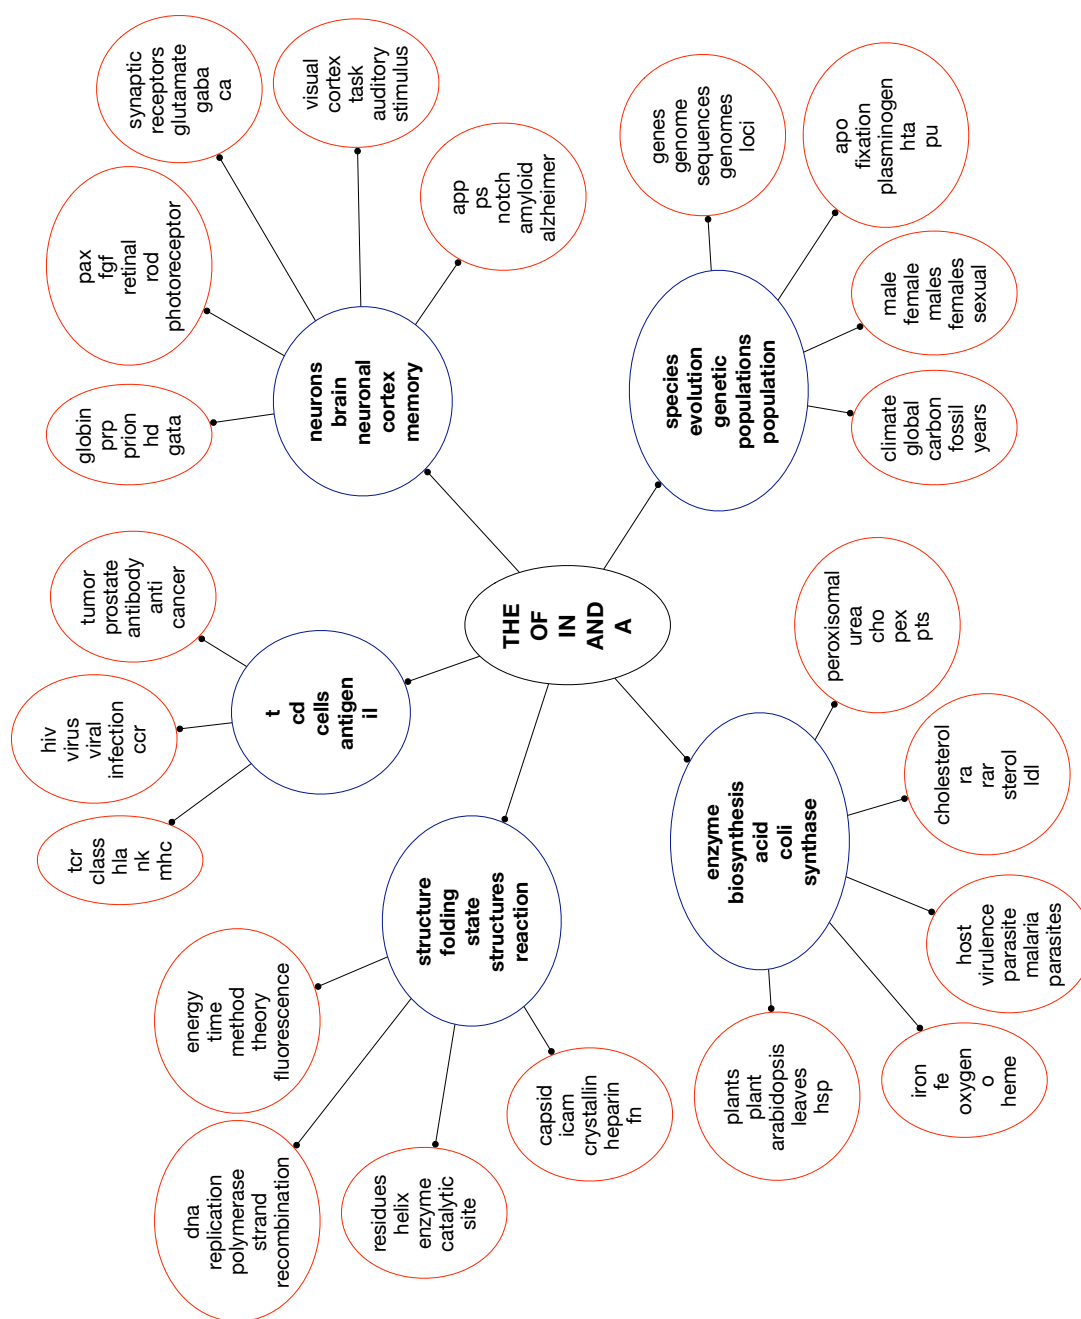 synaptic
receptors
glutamate
gaba
ca
visual
cortex
task
auditory
stimulus
pax
fgf
retinal
rod
photoreceptor
app
ps
notch
amyloid
alzheimer
globin
prp
prion
hd
gata
neurons
brain
neuronal
cortex
memory
genes
genome
sequences
genomes
loci
apo
fixation
plasminogen
hta
pu
male
female
males
females
sexual
climate
global
carbon
fossil
years
species
evolution
genetic
populations
population
THE
OF
IN
AND
A
tumor
prostate
antibody
anti
cancer
hiv
virus
viral
infection
ccr
tcr
class
hla
nk
mhc
t
cd
cells
antigen
il
structure
folding
state
structures
reaction
energy
time
method
theory
fluorescence
dna
replication
polymerase
strand
recombination
residues
helix
enzyme
catalytic
site
capsid
icam
crystallin
heparin
fn
enzyme
biosynthesis
acid
coli
synthase
peroxisomal
urea
cho
pex
pts
cholesterol
ra
rar
sterol
ldl
host
virulence
parasite
malaria
parasites
iron
fe
oxygen
o
heme
plants
plant
arabidopsis
leaves
hsp